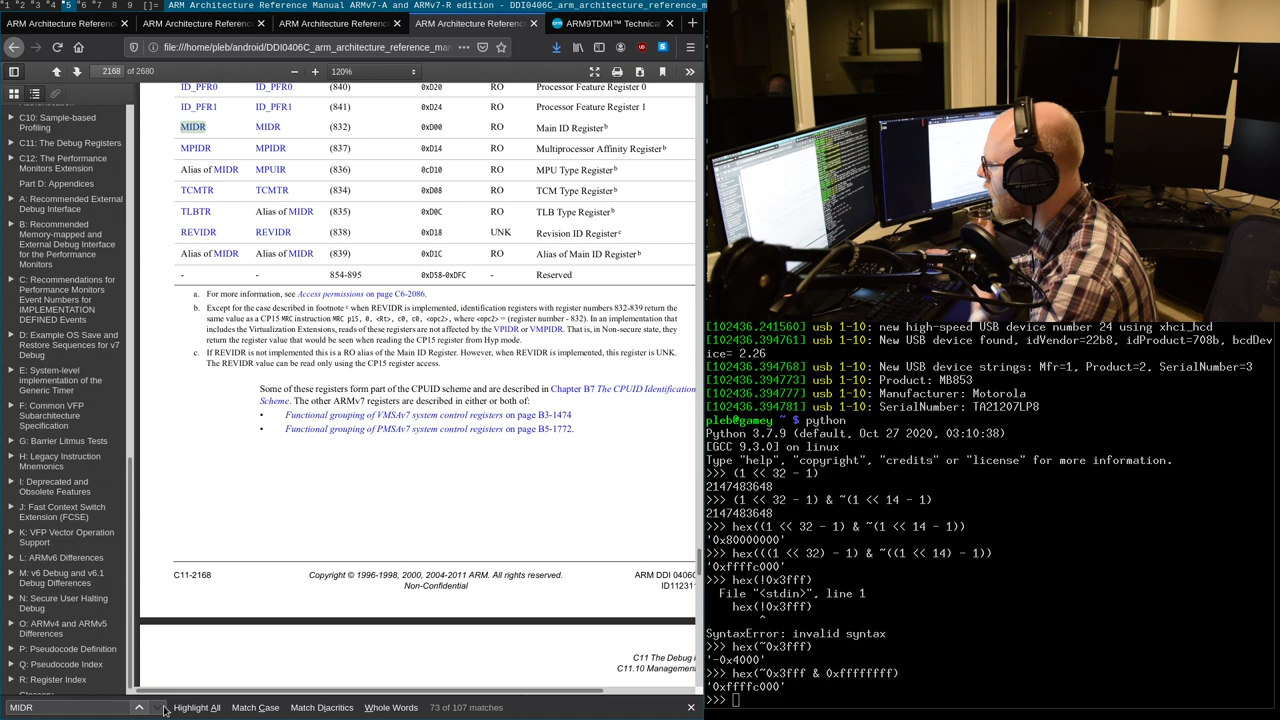 1 2 3 4 5 6 7 8 9 []= ARM Architecture Reference Manual ARMv7-A and ARMv7-R edition - DDI0406C_arm_architecture_reference_m
ARM Architecture Referenc ARM Architecture Referenc ARM Architecture Referenc ARM Architecture Referenc ARM9TDMI™ Technical
file:///home/pleb/android/DDI0406C_arm_architecture_reference_ma
2168 of 2680 120%
C10: Sample-based
Profiling
C11: The Debug Registers
C12: The Performance
Monitors Extension
Part D: Appendices
A: Recommended External
Debug Interface
B: Recommended
Memory-mapped and
External Debug Interface
for the Performance
Monitors
C: Recommendations for
Performance Monitors
Event Numbers for
IMPLEMENTATION
DEFINED Events
D: Example OS Save and
Restore Sequences for v7
Debug
E: System-level
implementation of the
Generic Timer
F: Common VFP
Subarchitecture
Specification
G: Barrier Litmus Tests
H: Legacy Instruction
Mnemonics
I: Deprecated and
Obsolete Features
J: Fast Context Switch
Extension (FCSE)
K: VFP Vector Operation
Support
L: ARMv6 Differences
M: v6 Debug and v6.1
Debug Differences
N: Secure User Halting
Debug
O: ARMv4 and ARMv5
Differences
P: Pseudocode Definition
Q: Pseudocode Index
R: Register Index
ID_PFR0 ID_PFR0 (840) 0xD20 RO Processor Feature Register 0
ID_PFR1 ID_PFR1 (841) 0xD24 RO Processor Feature Register 1
MIDR MIDR (832) 0xD00 RO Main ID Register b
MPIDR MPIDR (837) 0xD14 RO Multiprocessor Affinity Register b
Alias of MIDR MPUIR (836) 0cD10 RO MPU Type Register b
TCMTR TCMTR (834) 0xD08 RO TCM Type Register b
TLBTR Alias of MIDR (835) 0xD0C RO TLB Type Register b
REVIDR REVIDR (838) 0xD18 UNK Revision ID Register c
Alias of MIDR Alias of MIDR (839) 0xD1C RO Alias of Main ID Register b
- - 854-895 0xD58-0xDFC - Reserved
a. For more information, see Access permissions on page C6-2086.
b. Except for the case described in footnote c when REVIDR is implemented, identification registers with register numbers 832-839 return the
same value as a CP15 MRC instruction MRC p15, 0, <Rt>, c0, c0, <opc2>, where <opc2> = (register number - 832). In an implementation that
includes the Virtualization Extensions, reads of these registers are not affected by the VPIDR or VMPIDR. That is, in Non-secure state, they
return the register value that would be seen when reading the CP15 register from Hyp mode.
c. If REVIDR is not implemented this is a RO alias of the Main ID Register. However, when REVIDR is implemented, this register is UNK.
The REVIDR value can be read only using the CP15 register access.
Some of these registers form part of the CPUID scheme and are described in Chapter B7 The CPUID Identification
Scheme. The other ARMv7 registers are described in either or both of:
• Functional grouping of VMSAv7 system control registers on page B3-1474
• Functional grouping of PMSAv7 system control registers on page B5-1772.
C11-2168 Copyright © 1996-1998, 2000, 2004-2011 ARM. All rights reserved. ARM DDI 0406C
Non-Confidential ID11231
C11 The Debug
C11.10 Managemen
MIDR Highlight All Match Case Match Diacritics Whole Words 73 of 107 matches
[102436.241560] usb 1-10: new high-speed USB device number 24 using xhci_hcd
[102436.394761] usb 1-10: New USB device found, idVendor=22b8, idProduct=708b, bcdDev
ice= 2.26
[102436.394768] usb 1-10: New USB device strings: Mfr=1, Product=2, SerialNumber=3
[102436.394773] usb 1-10: Product: MB853
[102436.394777] usb 1-10: Manufacturer: Motorola
[102436.394781] usb 1-10: SerialNumber: TA21207LP8
pleb@gamey ~ $ python
Python 3.7.9 (default, Oct 27 2020, 03:10:38)
[GCC 9.3.0] on linux
Type "help", "copyright", "credits" or "license" for more information.
>>> (1 << 32 - 1)
2147483648
>>> (1 << 32 - 1) & ~(1 << 14 - 1)
2147483648
>>> hex((1 << 32 - 1) & ~(1 << 14 - 1))
'0x80000000'
>>> hex(((1 << 32) - 1) & ~((1 << 14) - 1))
'0xffffc000'
>>> hex(!0x3fff)
File "<stdin>", line 1
hex(!0x3fff)
^
SyntaxError: invalid syntax
>>> hex(~0x3fff)
'-0x4000'
>>> hex(~0x3fff & 0xffffffff)
'0xffffc000'
>>>